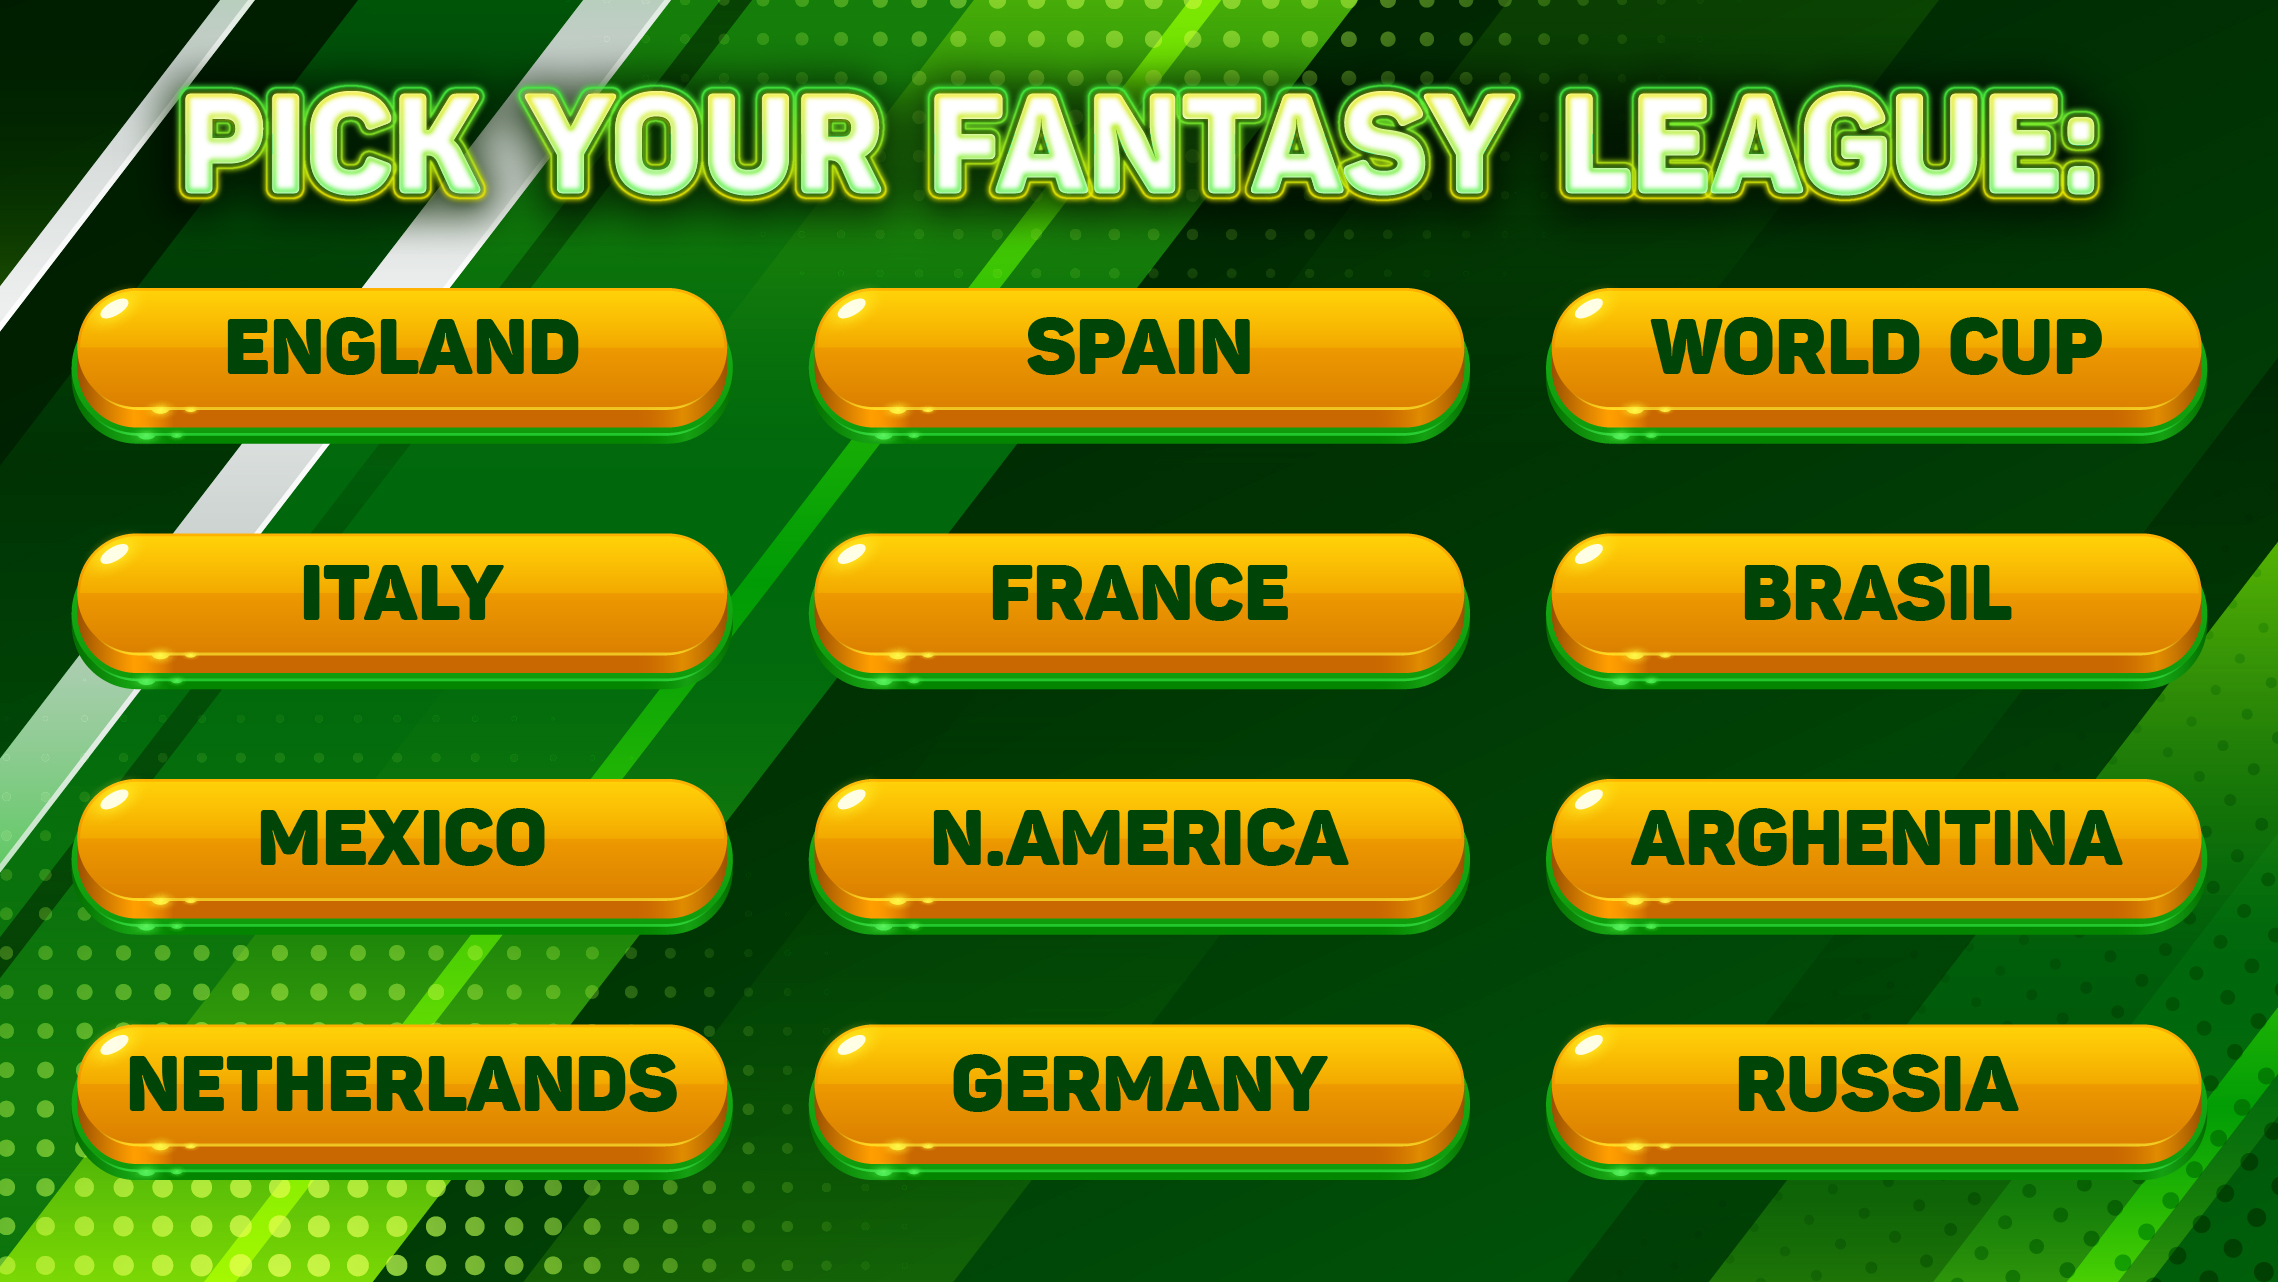 PICK YOUR FANTASY LEAGUE:
ENGLAND
SPAIN
WORLD CUP
ITALY
FRANCE
BRASIL
MEXICO
N.AMERICA
ARGHENTINA
NETHERLANDS
GERMANY
RUSSIA